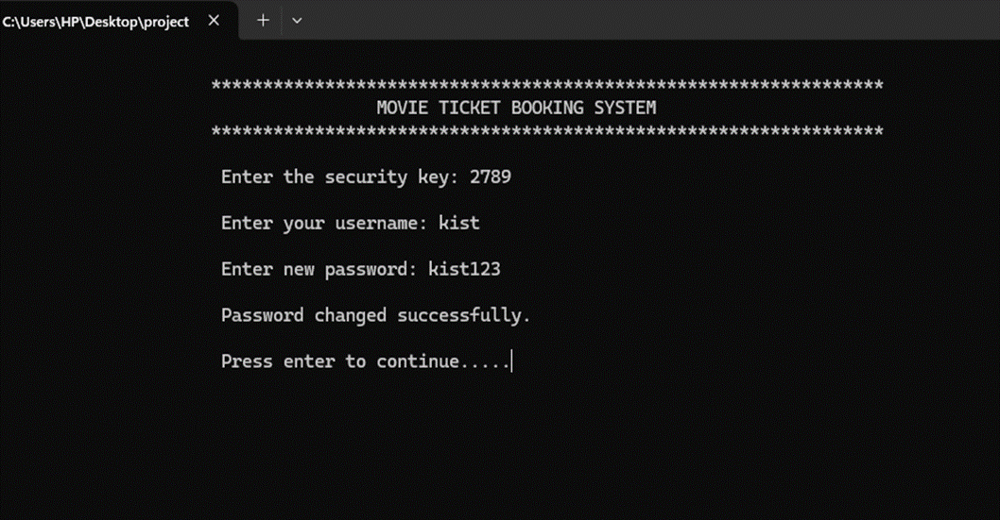 C:\Users\HP\Desktop\project
*****************************************************************
MOVIE TICKET BOOKING SYSTEM
*****************************************************************
Enter the security key: 2789
Enter your username: kist
Enter new password: kist123
Password changed successfully.
Press enter to continue.....